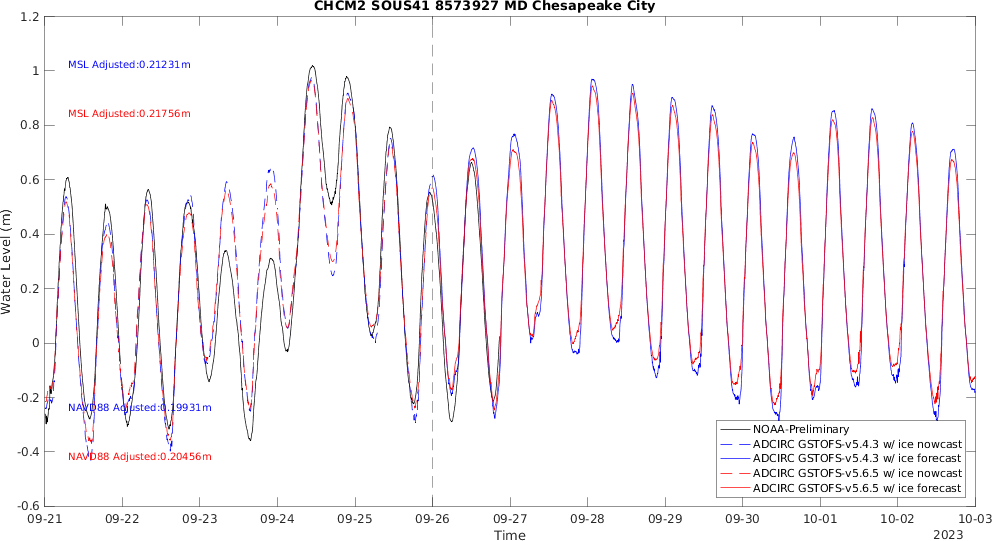 CHCM2 SOUS41 8573927 MD Chesapeake City
1.2
1
0.8
0.6
0.4
0.2
0
-0.2
-0.4
-0.6
Water Level (m)
MSL Adjusted:0.21231m
MSL Adjusted:0.21756m
NAVD88 Adjusted:0.19931m
NAVD88 Adjusted:0.20456m
NOAA-Preliminary
ADCIRC GSTOFS-v5.4.3 w/ ice nowcast
ADCIRC GSTOFS-v5.4.3 w/ ice forecast
ADCIRC GSTOFS-v5.6.5 w/ ice nowcast
ADCIRC GSTOFS-v5.6.5 w/ ice forecast
09-21 09-22 09-23 09-24 09-25 09-26 09-27 09-28 09-29 09-30 10-01 10-02 10-03
Time
2023